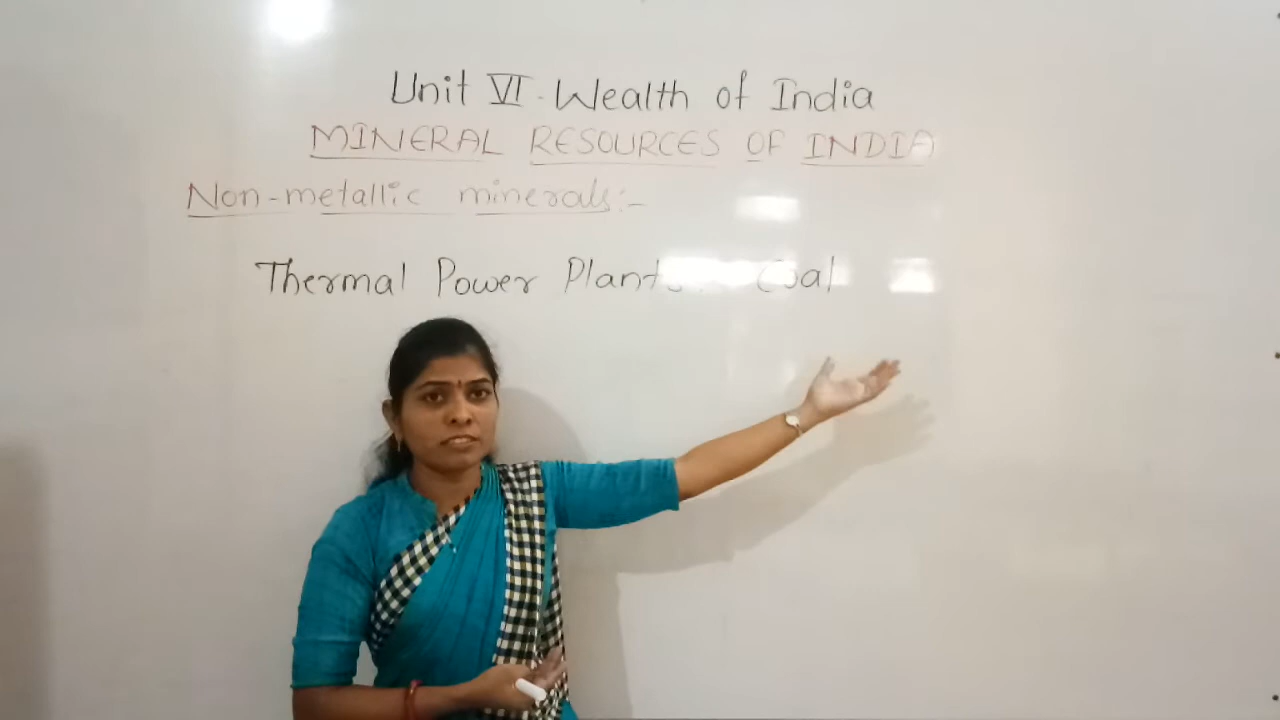 Unit VI - Wealth of India
MINERAL RESOURCES OF INDIA
Non-metallic minerals:-
Thermal Power Plants Coal